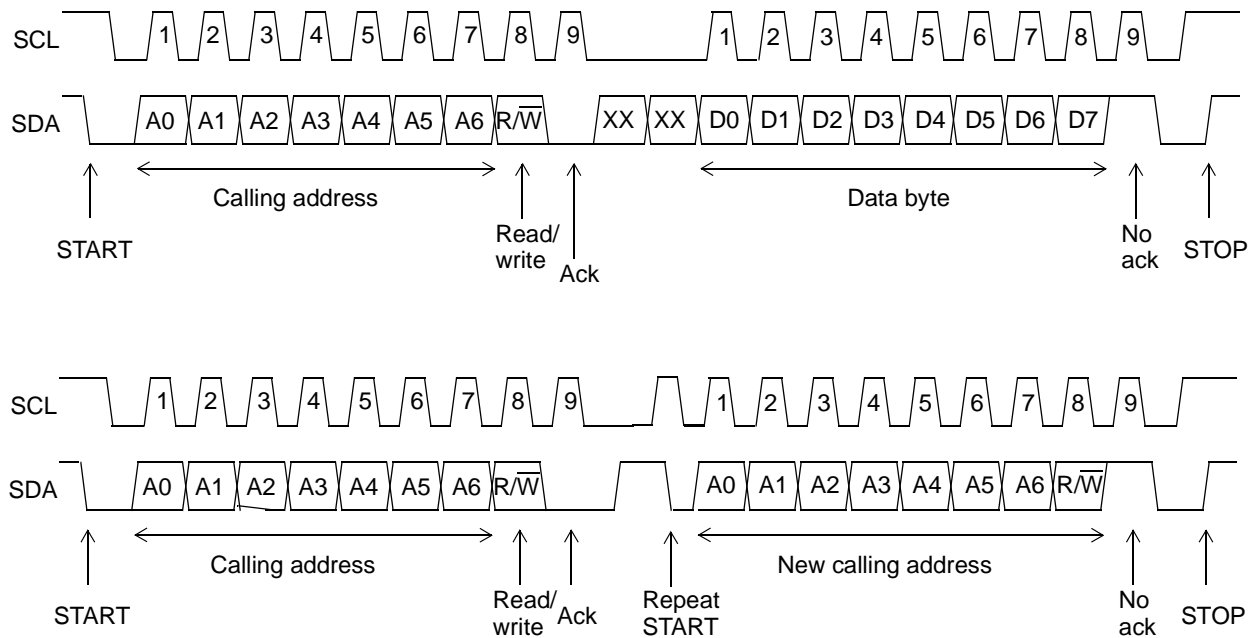 SCL 1 2 3 4 5 6 7 8 9 1 2 3 4 5 6 7 8 9
SDA A0 A1 A2 A3 A4 A5 A6 R/W̅ XX XX D0 D1 D2 D3 D4 D5 D6 D7
Calling address Data byte
START Read/
write Ack No
ack STOP
SCL 1 2 3 4 5 6 7 8 9 1 2 3 4 5 6 7 8 9
SDA A0 A1 A2 A3 A4 A5 A6 R/W̅ A0 A1 A2 A3 A4 A5 A6 R/W̅
Calling address New calling address
START Read/
write Ack Repeat
START No
ack STOP